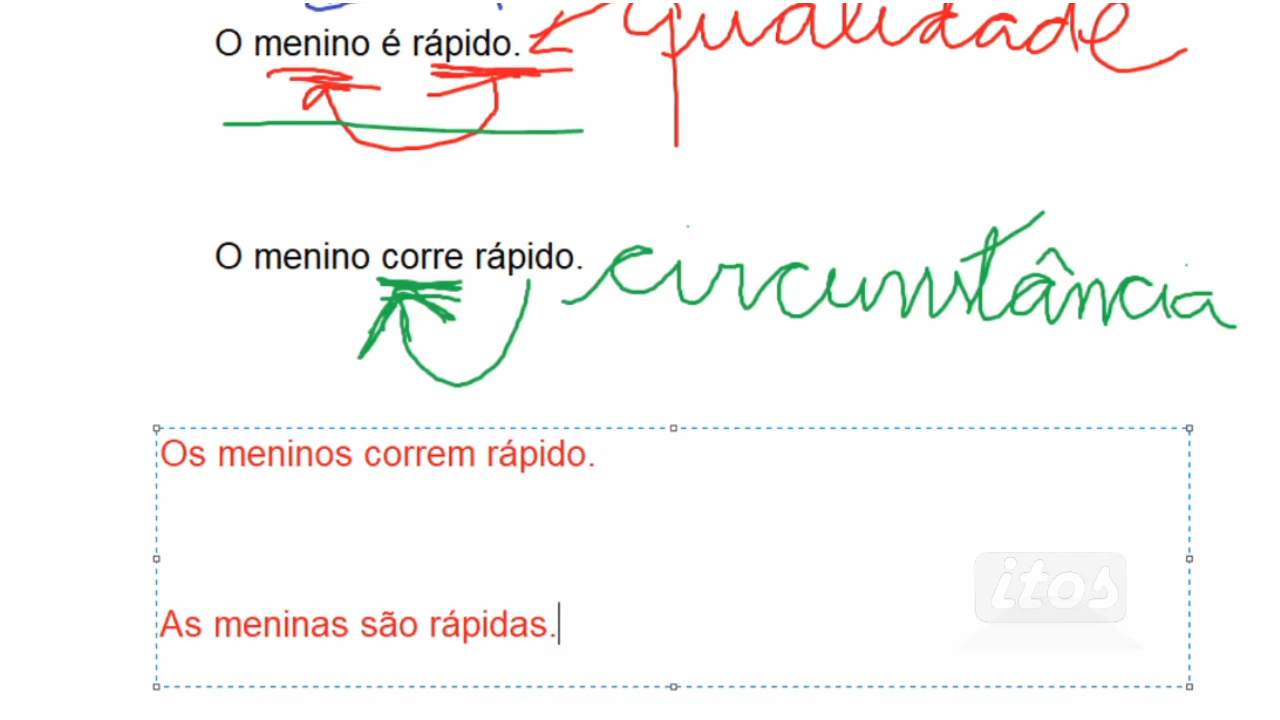 O menino é rápido. qualidade
O menino corre rápido. circunstância
Os meninos correm rápido.
itos
As meninas são rápidas.